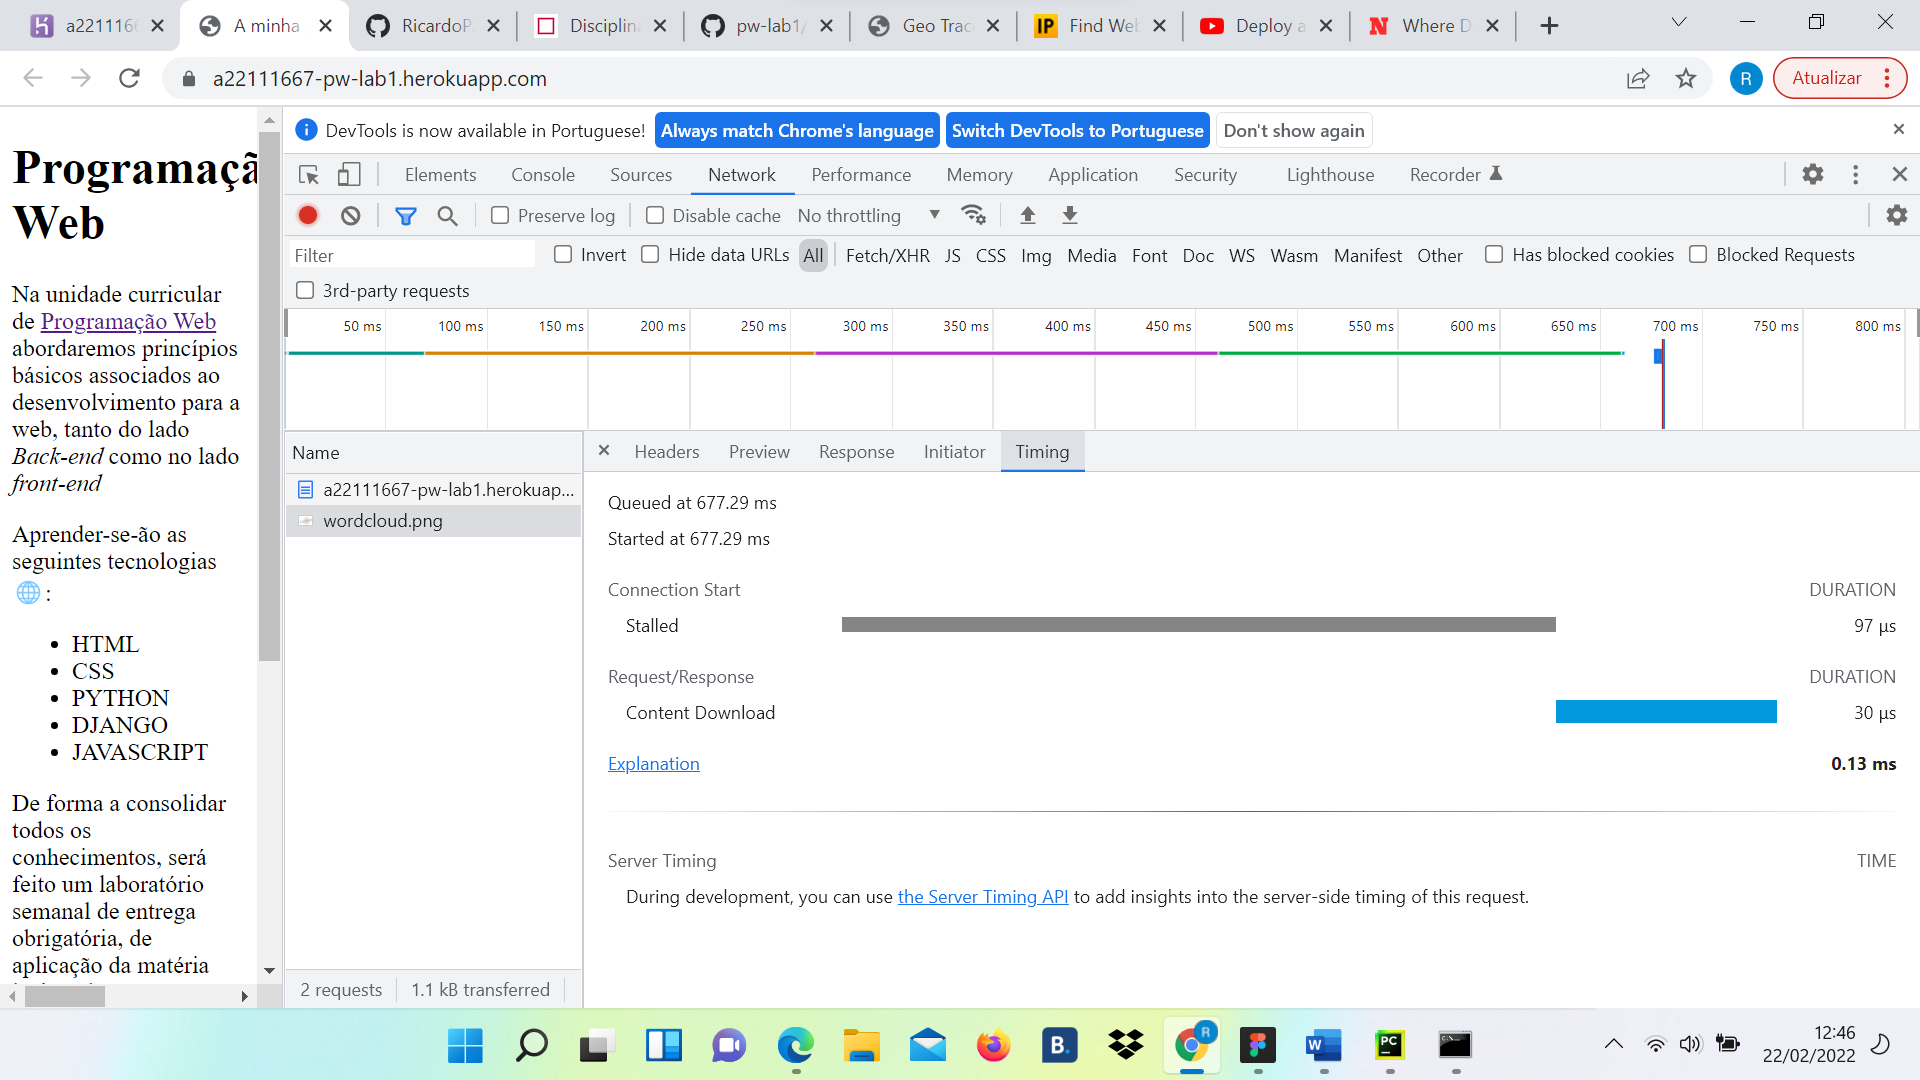 a2211166
A minha
RicardoP
Disciplina
pw-lab1/
Geo Trac
Find Web
Deploy a
Where D
a22111667-pw-lab1.herokuapp.com
R
Atualizar
DevTools is now available in Portuguese!
Always match Chrome's language
Switch DevTools to Portuguese
Don't show again
Elements
Console
Sources
Network
Performance
Memory
Application
Security
Lighthouse
Recorder
Preserve log
Disable cache
No throttling
Filter
Invert
Hide data URLs
All
Fetch/XHR
JS
CSS
Img
Media
Font
Doc
WS
Wasm
Manifest
Other
Has blocked cookies
Blocked Requests
3rd-party requests
50 ms
100 ms
150 ms
200 ms
250 ms
300 ms
350 ms
400 ms
450 ms
500 ms
550 ms
600 ms
650 ms
700 ms
750 ms
800 ms
Programaçã
Web
Na unidade curricular
de Programação Web
abordaremos princípios
básicos associados ao
desenvolvimento para a
web, tanto do lado
Back-end como no lado
front-end
Aprender-se-ão as
seguintes tecnologias
:
• HTML
• CSS
• PYTHON
• DJANGO
• JAVASCRIPT
De forma a consolidar
todos os
conhecimentos, será
feito um laboratório
semanal de entrega
obrigatória, de
aplicação da matéria
Name
a22111667-pw-lab1.herokuap...
wordcloud.png
2 requests
1.1 kB transferred
Headers
Preview
Response
Initiator
Timing
Queued at 677.29 ms
Started at 677.29 ms
Connection Start
DURATION
Stalled
97 µs
Request/Response
DURATION
Content Download
30 µs
Explanation
0.13 ms
Server Timing
TIME
During development, you can use the Server Timing API to add insights into the server-side timing of this request.
12:46
22/02/2022